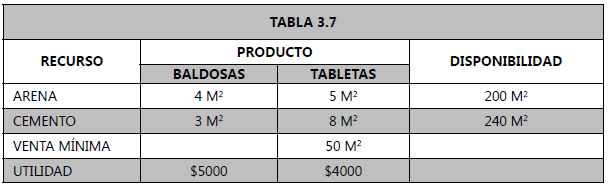 TABLA 3.7
RECURSO PRODUCTO DISPONIBILIDAD
BALDOSAS TABLETAS
ARENA 4 M² 5 M² 200 M²
CEMENTO 3 M² 8 M² 240 M²
VENTA MÍNIMA 50 M²
UTILIDAD $5000 $4000